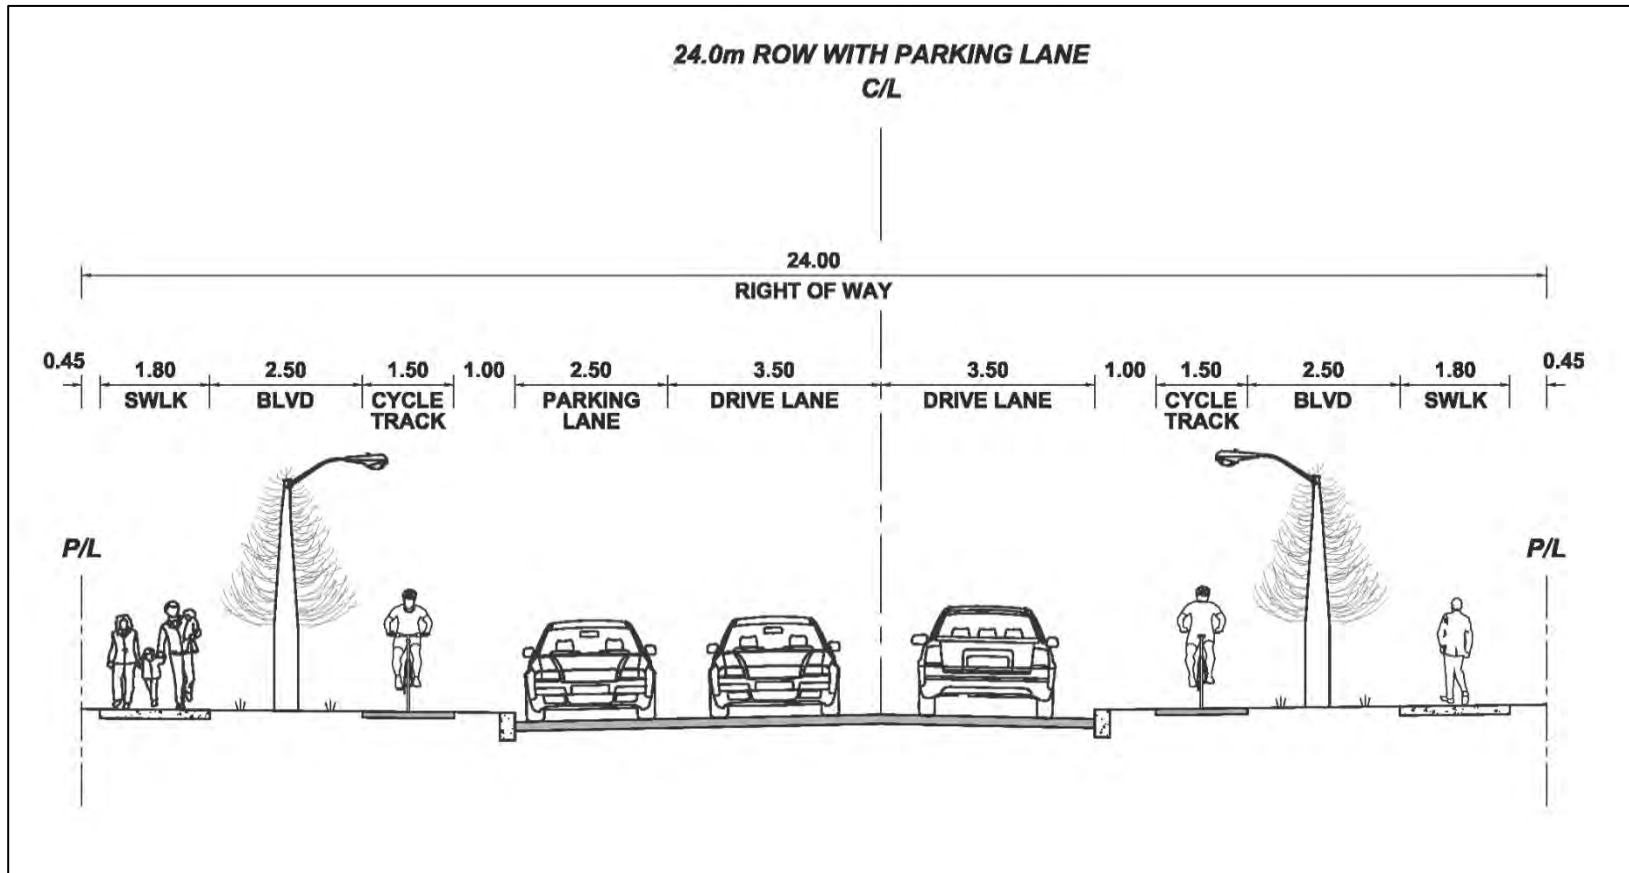 24.0m ROW WITH PARKING LANE
C/L
24.00
RIGHT OF WAY
0.45 1.80 2.50 1.50 1.00 2.50 3.50 3.50 1.00 1.50 2.50 1.80 0.45
SWLK BLVD CYCLE PARKING DRIVE LANE DRIVE LANE CYCLE BLVD SWLK
TRACK LANE TRACK
P/L P/L